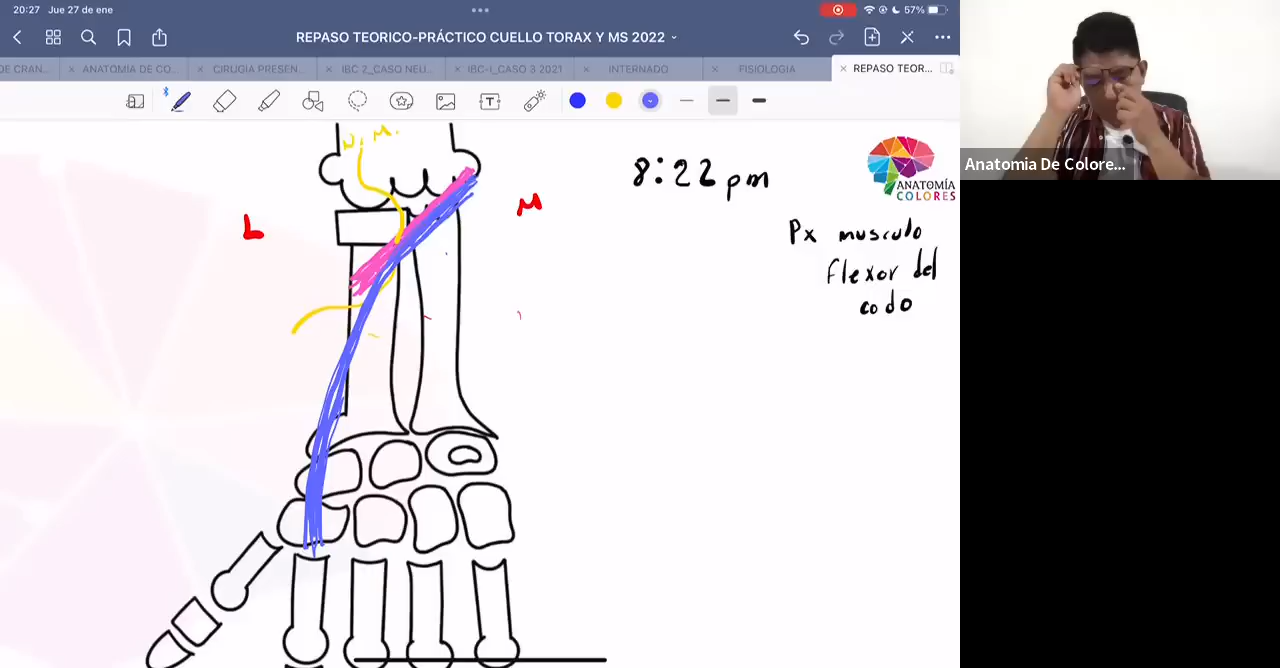 20:27 Jue 27 de ene
57%
REPASO TEORICO-PRÁCTICO CUELLO TORAX Y MS 2022
DE CRAN...
ANATOMIA DE CO...
CIRUGIA PRESEN...
IBC 2_CASO NEU...
IBC-I_CASO 3 2021
INTERNADO
FISIOLOGIA
REPASO TEOR...
T
N. M.
8:22 pm
ANATOMÍA
COLORES
L
M
Px musculo
flexor del
codo
Anatomia De Colore...